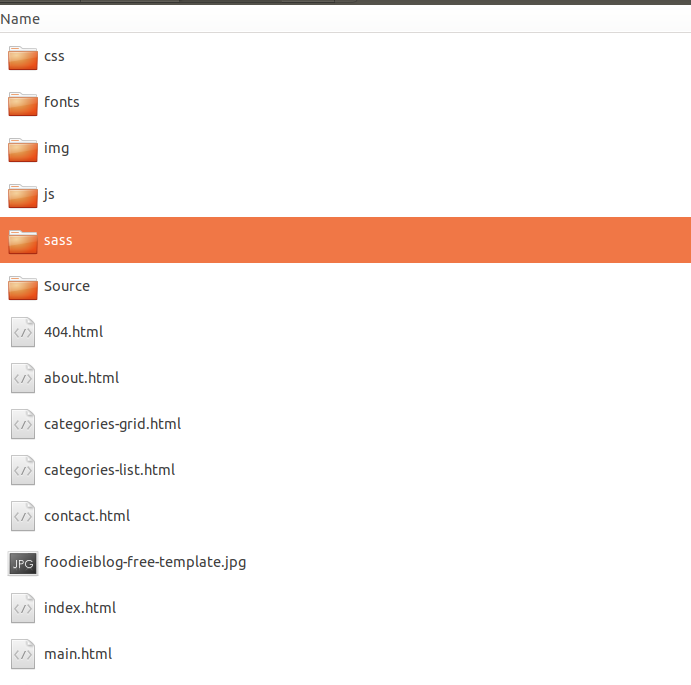 Name
css
fonts
img
js
sass
Source
404.html
about.html
categories-grid.html
categories-list.html
contact.html
JPG foodieiblog-free-template.jpg
index.html
main.html